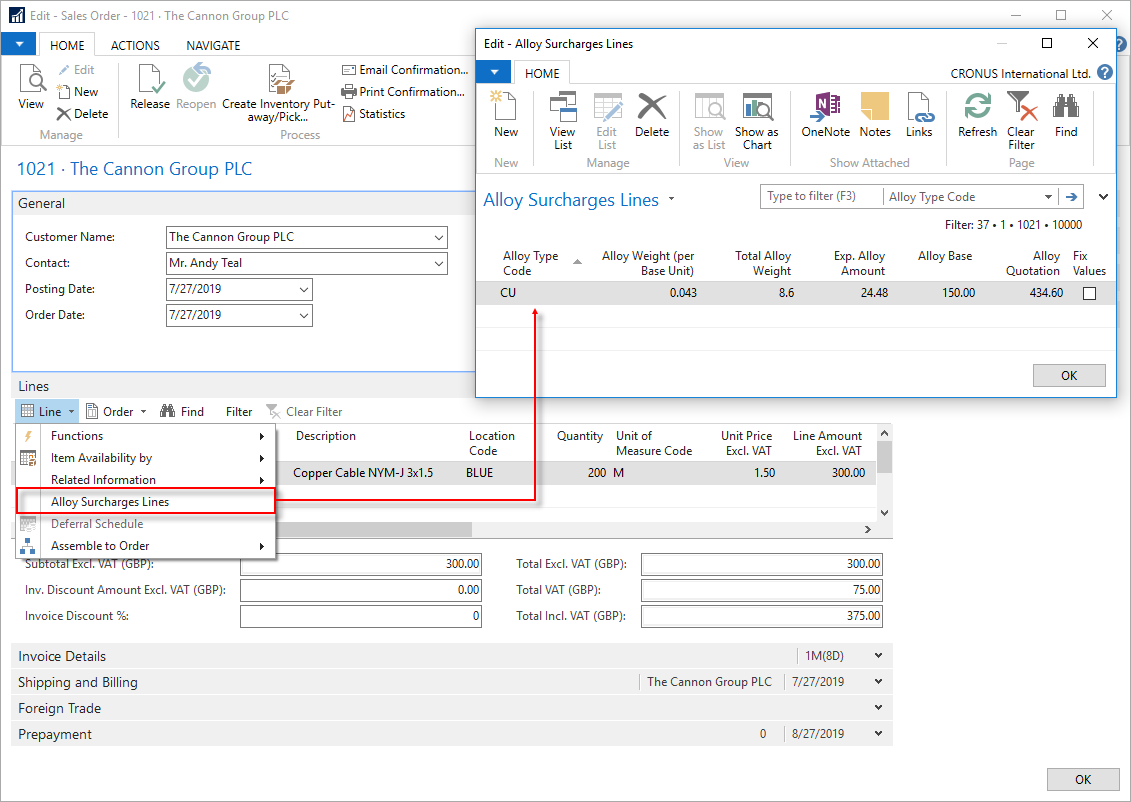 Edit - Sales Order - 1021 · The Cannon Group PLC
HOME ACTIONS NAVIGATE
View
Edit
New
Delete
Manage
Release
Reopen
Create Inventory Put-
away/Pick...
Email Confirmation...
Print Confirmation...
Statistics
Process
?
1021 · The Cannon Group PLC
General
Customer Name: The Cannon Group PLC
Contact: Mr. Andy Teal
Posting Date: 7/27/2019
Order Date: 7/27/2019
Edit - Alloy Surcharges Lines
HOME
CRONUS International Ltd. ?
New
New
View
List
Edit
List
Delete
Manage
Show
as List
Show as
Chart
View
N
OneNote
Notes
Links
Show Attached
Refresh
Clear
Filter
Find
Page
Alloy Surcharges Lines
Type to filter (F3) Alloy Type Code
Filter: 37 • 1 • 1021 • 10000
Alloy Type
Code
Alloy Weight (per
Base Unit)
Total Alloy
Weight
Exp. Alloy
Amount
Alloy Base
Alloy
Quotation
Fix
Values
CU 0.043 8.6 24.48 150.00 434.60
OK
Lines
Line Order Find Filter Clear Filter
Functions
Item Availability by
Related Information
Alloy Surcharges Lines
Deferral Schedule
Assemble to Order
Description
Location
Code
Quantity
Unit of
Measure Code
Unit Price
Excl. VAT
Line Amount
Excl. VAT
Copper Cable NYM-J 3x1.5 BLUE 200 M 1.50 300.00
Subtotal Excl. VAT (GBP): 300.00
Inv. Discount Amount Excl. VAT (GBP): 0.00
Invoice Discount %: 0
Total Excl. VAT (GBP): 300.00
Total VAT (GBP): 75.00
Total Incl. VAT (GBP): 375.00
Invoice Details 1M(8D)
Shipping and Billing The Cannon Group PLC 7/27/2019
Foreign Trade
Prepayment 0 8/27/2019
OK